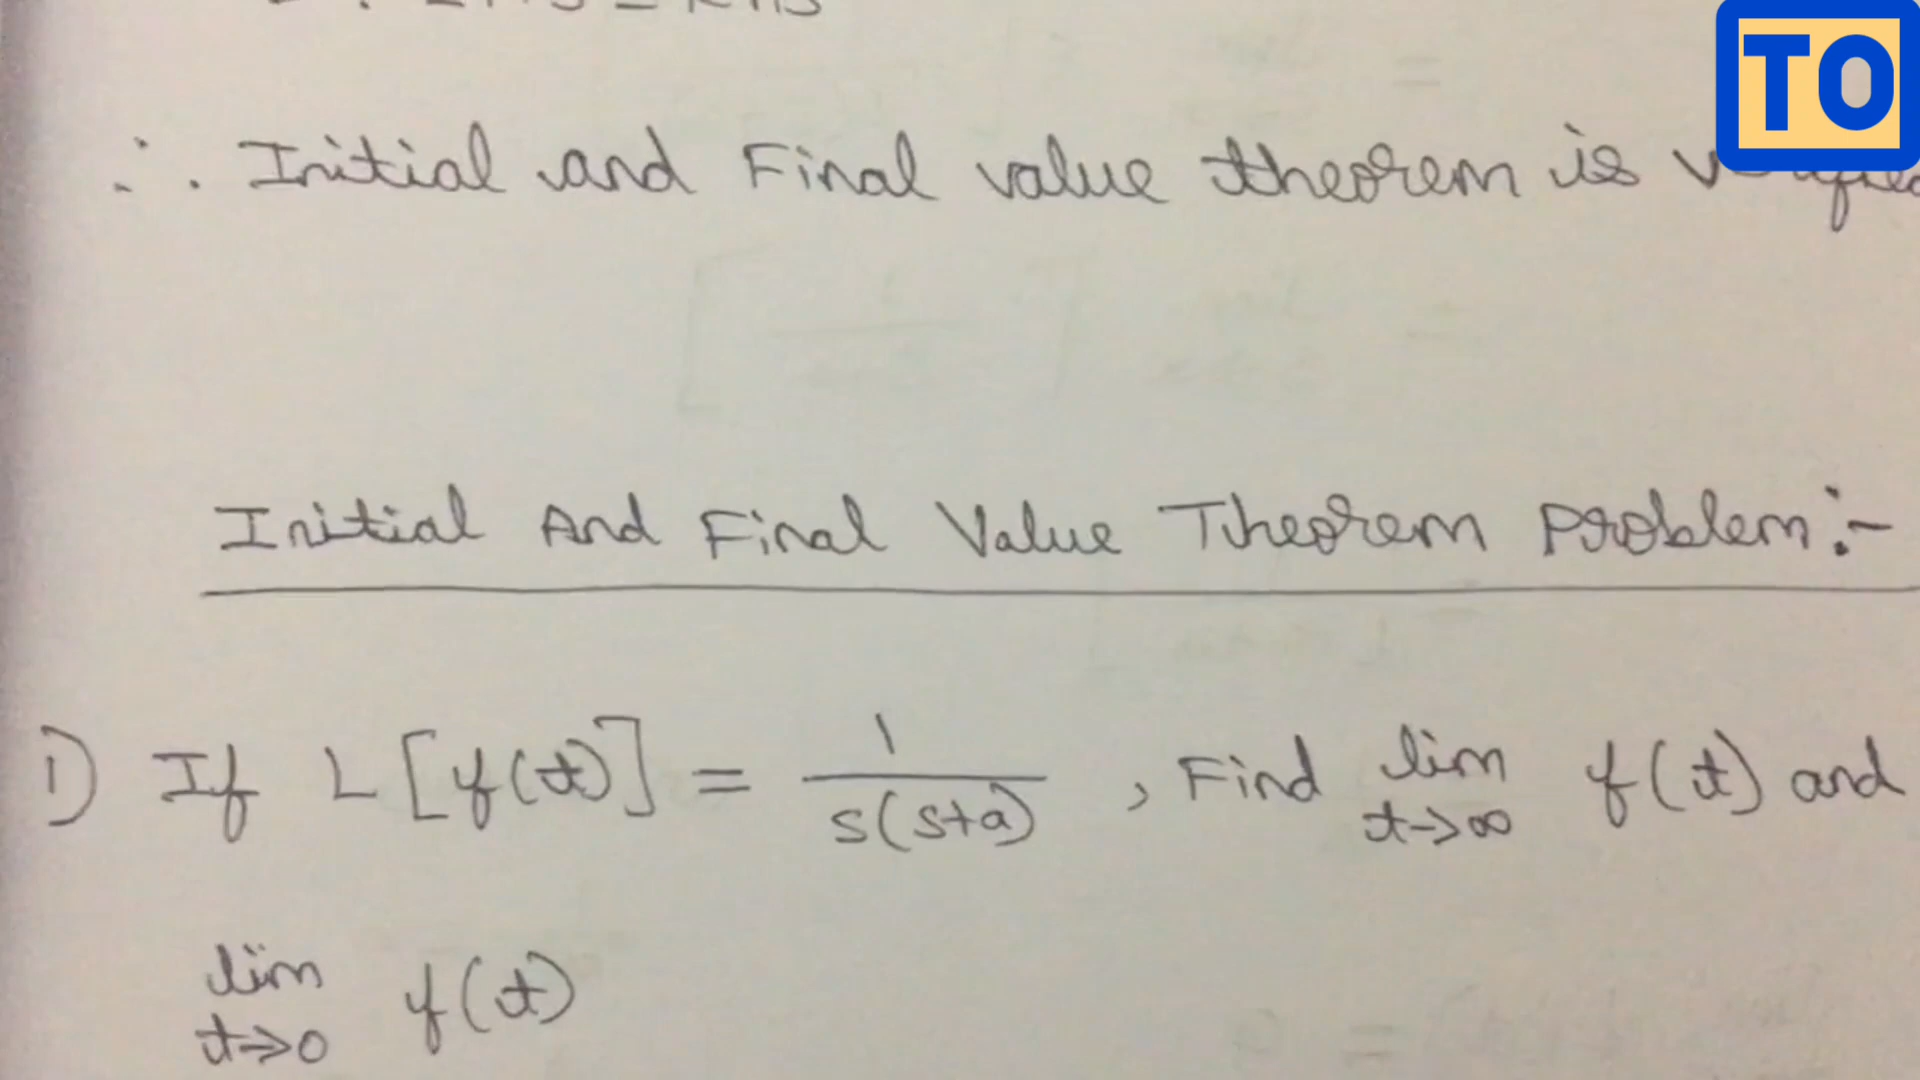 TO
∴ Initial and Final value theorem is
Initial And Final Value Theorem Problem :-
1) If L[f(t)] = 1/s(s+a) , Find lim t→∞ f(t) and
lim t→0 f(t)